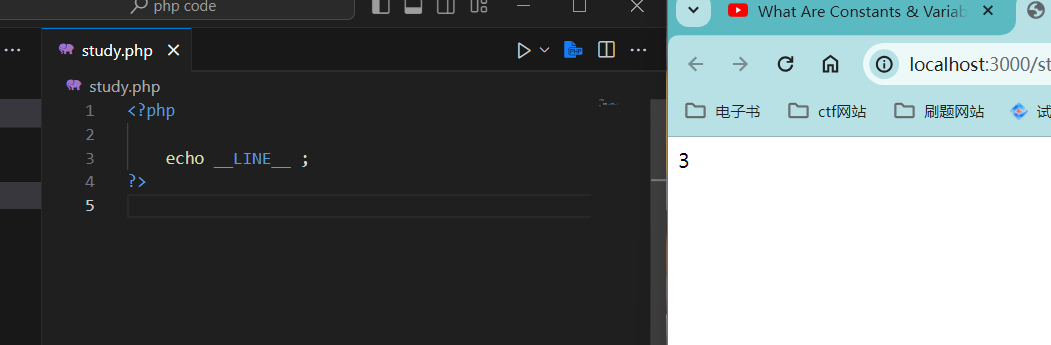 php code
study.php
study.php
1 <?php
2
3 echo __LINE__ ;
4 ?>
5
What Are Constants & Variab
localhost:3000/st
电子书 ctf网站 刷题网站 试
3